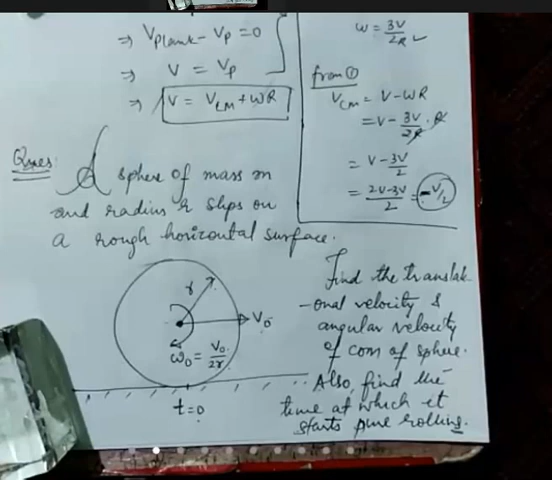 ⇒ V_Plank - V_P = 0
⇒ V = V_P
⇒ V = V_cm + ωR
ω = 3V/2R
from ①
V_cm = V - ωR
= V - 3V/2R . R
= V - 3V/2
= 2V-3V/2 = -V/2
Ques: A sphere of mass m
and radius r slips on
a rough horizontal surface.
r
V₀
ω₀ = V₀/2r
t=0
Find the translati
-onal velocity &
angular velocity
of com of sphere.
Also, find the
time at which it
starts pure rolling.